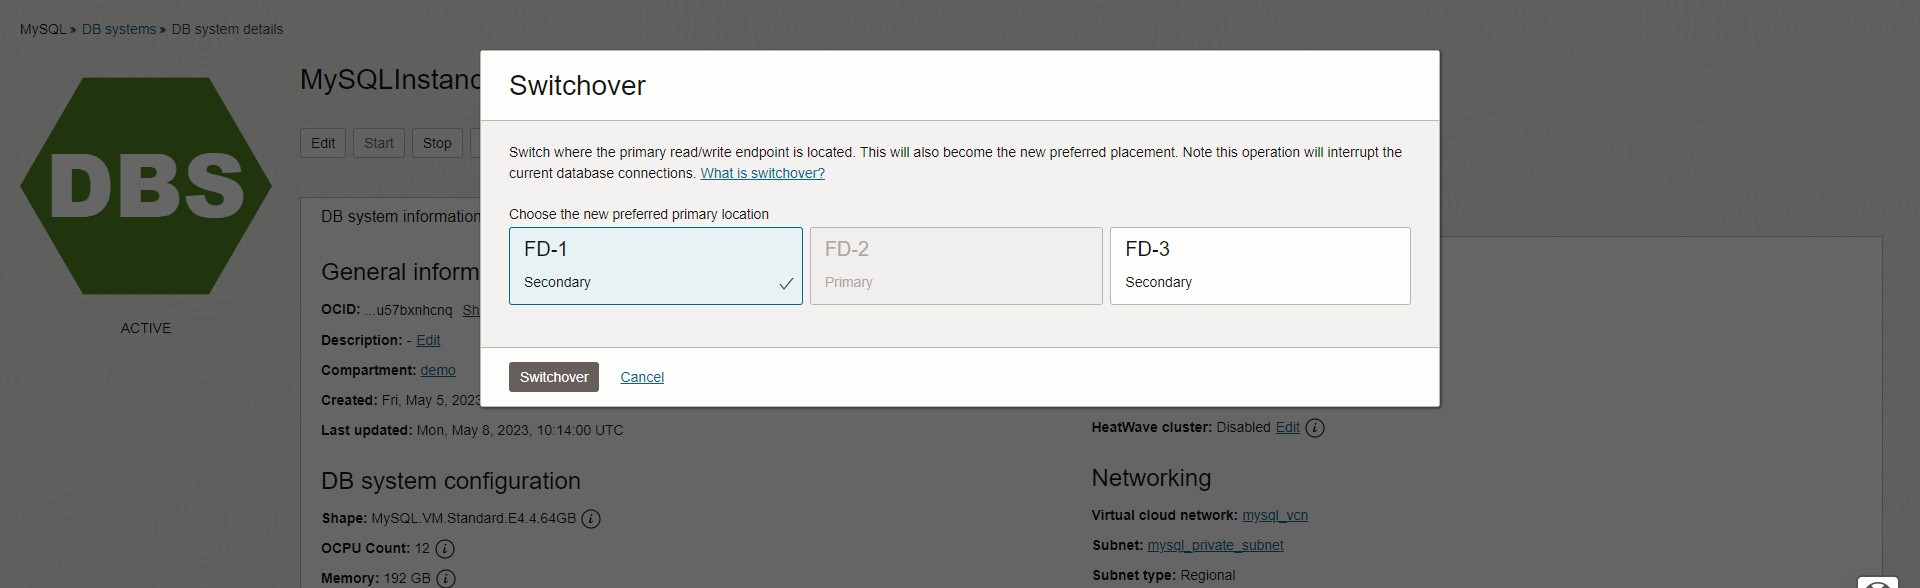 MySQL » DB systems » DB system details
DBS
ACTIVE
MySQLInstanc
Edit
Start
Stop
DB system information
General inform
OCID: ...u57bxnhcnq Sh
Description: - Edit
Compartment: demo
Created: Fri, May 5, 2023
Last updated: Mon, May 8, 2023, 10:14:00 UTC
DB system configuration
Shape: MySQL.VM.Standard.E4.4.64GB
OCPU Count: 12
Memory: 192 GB
Switchover
Switch where the primary read/write endpoint is located. This will also become the new preferred placement. Note this operation will interrupt the
current database connections. What is switchover?
Choose the new preferred primary location
FD-1
Secondary
FD-2
Primary
FD-3
Secondary
Switchover
Cancel
HeatWave cluster: Disabled Edit
Networking
Virtual cloud network: mysql_vcn
Subnet: mysql_private_subnet
Subnet type: Regional